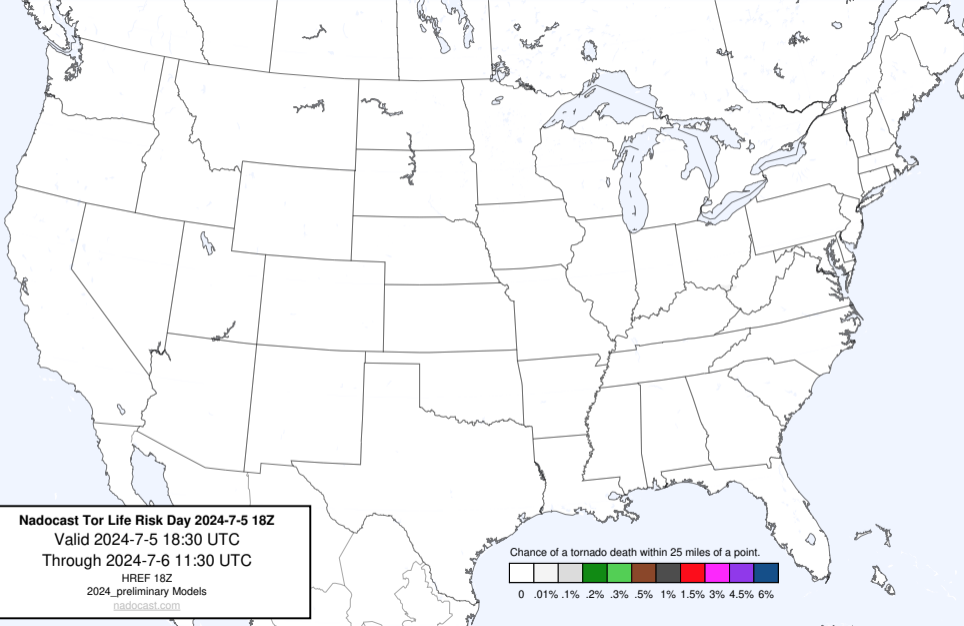 Nadocast Tor Life Risk Day 2024-7-5 18Z
Valid 2024-7-5 18:30 UTC
Through 2024-7-6 11:30 UTC
HREF 18Z
2024_preliminary Models
nadocast.com
Chance of a tornado death within 25 miles of a point.
0 .01% .1% .2% .3% .5% 1% 1.5% 3% 4.5% 6%